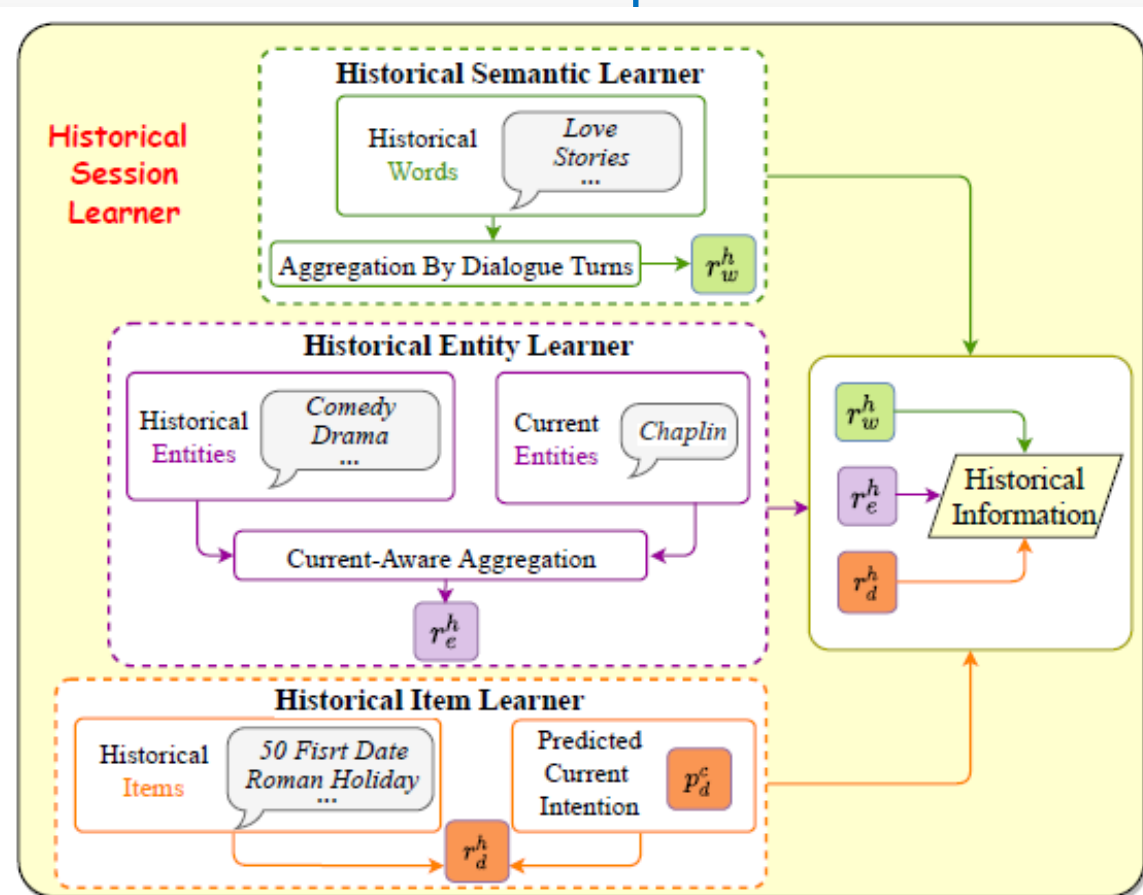 Historical Session Learner
Historical Semantic Learner
Historical
Words
Love
Stories
...
Aggregation By Dialogue Turns
r_w^h
Historical Entity Learner
Historical
Entities
Comedy
Drama
...
Current
Entities
Chaplin
Current-Aware Aggregation
r_e^h
Historical Item Learner
Historical
Items
50 Fisrt Date
Roman Holiday
...
Predicted
Current
Intention
p_d^c
r_d^h
r_w^h
r_e^h
r_d^h
Historical
Information